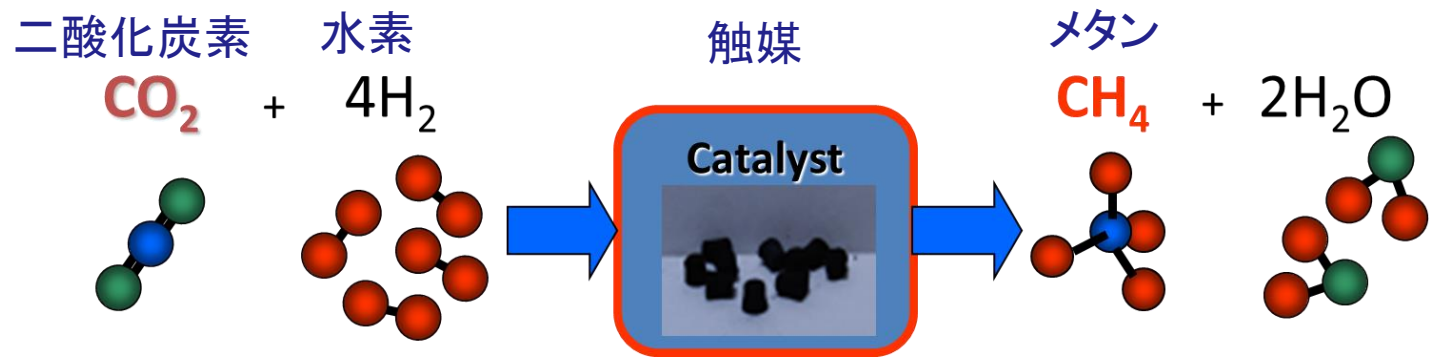 二酸化炭素 水素 触媒 メタン
CO₂ + 4H₂ CH₄ + 2H₂O
Catalyst